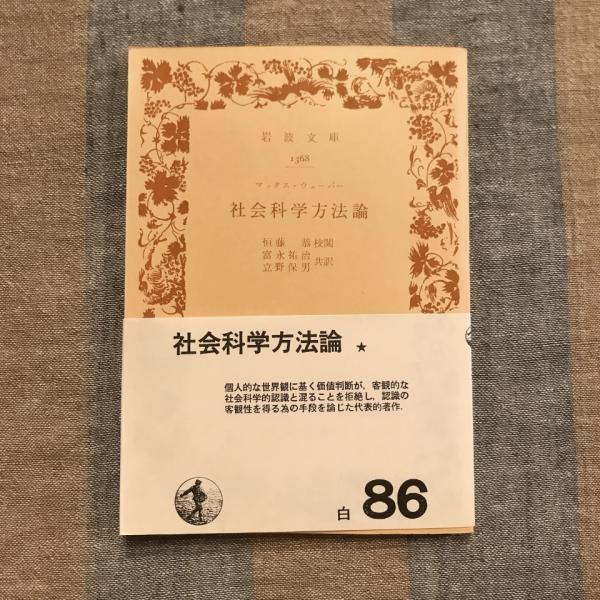 岩波文庫
1368
マックス・ウェーバー
社会科学方法論
恒藤 恭 校閲
富永祐治
立野保男 共訳
社会科学方法論 ★
個人的な世界観に基く価値判断が，客観的な
社会科学的認識と混ることを拒絶し，認識の
客観性を得る為の手段を論じた代表的著作．
白 86